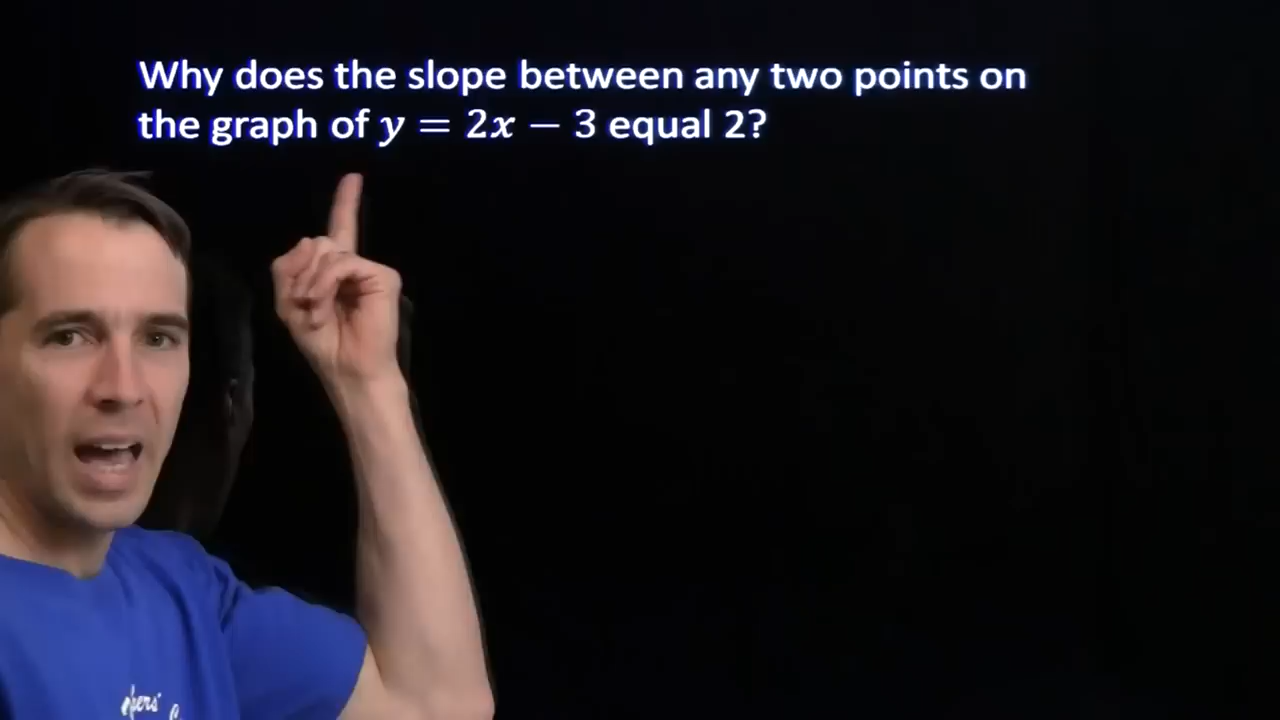 Why does the slope between any two points on
the graph of y = 2x − 3 equal 2?